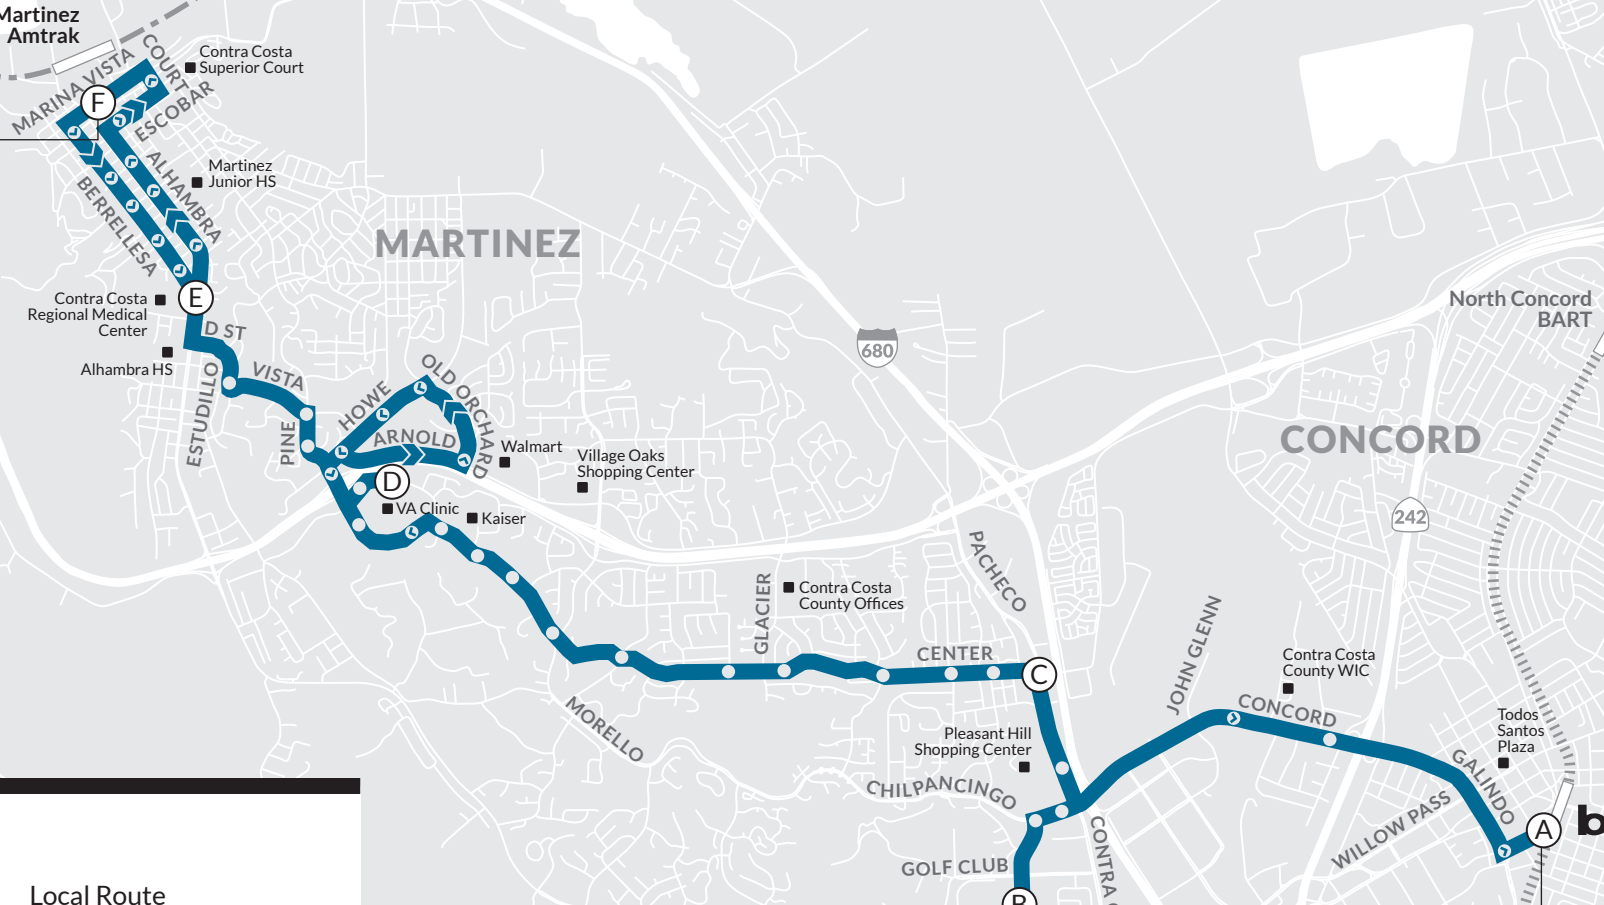 Martinez
Amtrak
COURT
Contra Costa
Superior Court
MARINA VISTA
F
ESCOBAR
ALHAMBRA
Martinez
Junior HS
BERRELLESA
MARTINEZ
E
Contra Costa
Regional Medical
Center
D ST
Alhambra HS
ESTUDILLO
VISTA
PINE
HOWE
OLD ORCHARD
ARNOLD
D
VA Clinic
Walmart
Kaiser
Village Oaks
Shopping Center
680
North Concord
BART
CONCORD
242
PACHECO
GLACIER
Contra Costa
County Offices
CENTER
C
MORELLO
JOHN GLENN
Contra Costa
County WIC
CONCORD
Pleasant Hill
Shopping Center
Todos
Santos
Plaza
GALINDO
CHILPANCINGO
WILLOW PASS
A
b
CONTRA
GOLF CLUB
B
Local Route